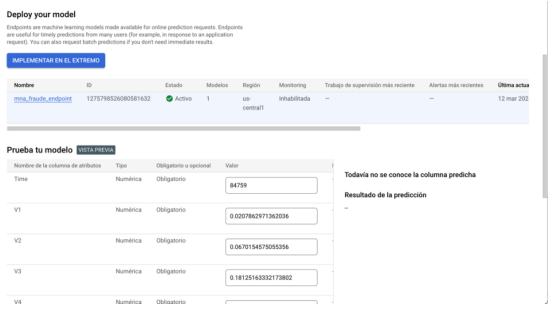 Deploy your model
Endpoints are machine learning models made available for online prediction requests. Endpoints
are useful for timely predictions from many users (for example, in response to an application
request). You can also request batch predictions if you don't need immediate results.
IMPLEMENTAR EN EL EXTREMO
Nombre ID Estado Modelos Región Monitoring Trabajo de supervisión más reciente Alertas más recientes Última actua
mna_fraude_endpoint 1275798526080581632 Activo 1 us-central1 Inhabilitada – – 12 mar 202
Prueba tu modelo VISTA PREVIA
Nombre de la columna de atributos Tipo Obligatorio u opcional Valor
Todavía no se conoce la columna predicha
Time Numérica Obligatorio 84759
Resultado de la predicción
–
V1 Numérica Obligatorio 0.0207862971362036
V2 Numérica Obligatorio 0.0670154575055356
V3 Numérica Obligatorio 0.18125163332173802
V4 Numérica Obligatorio